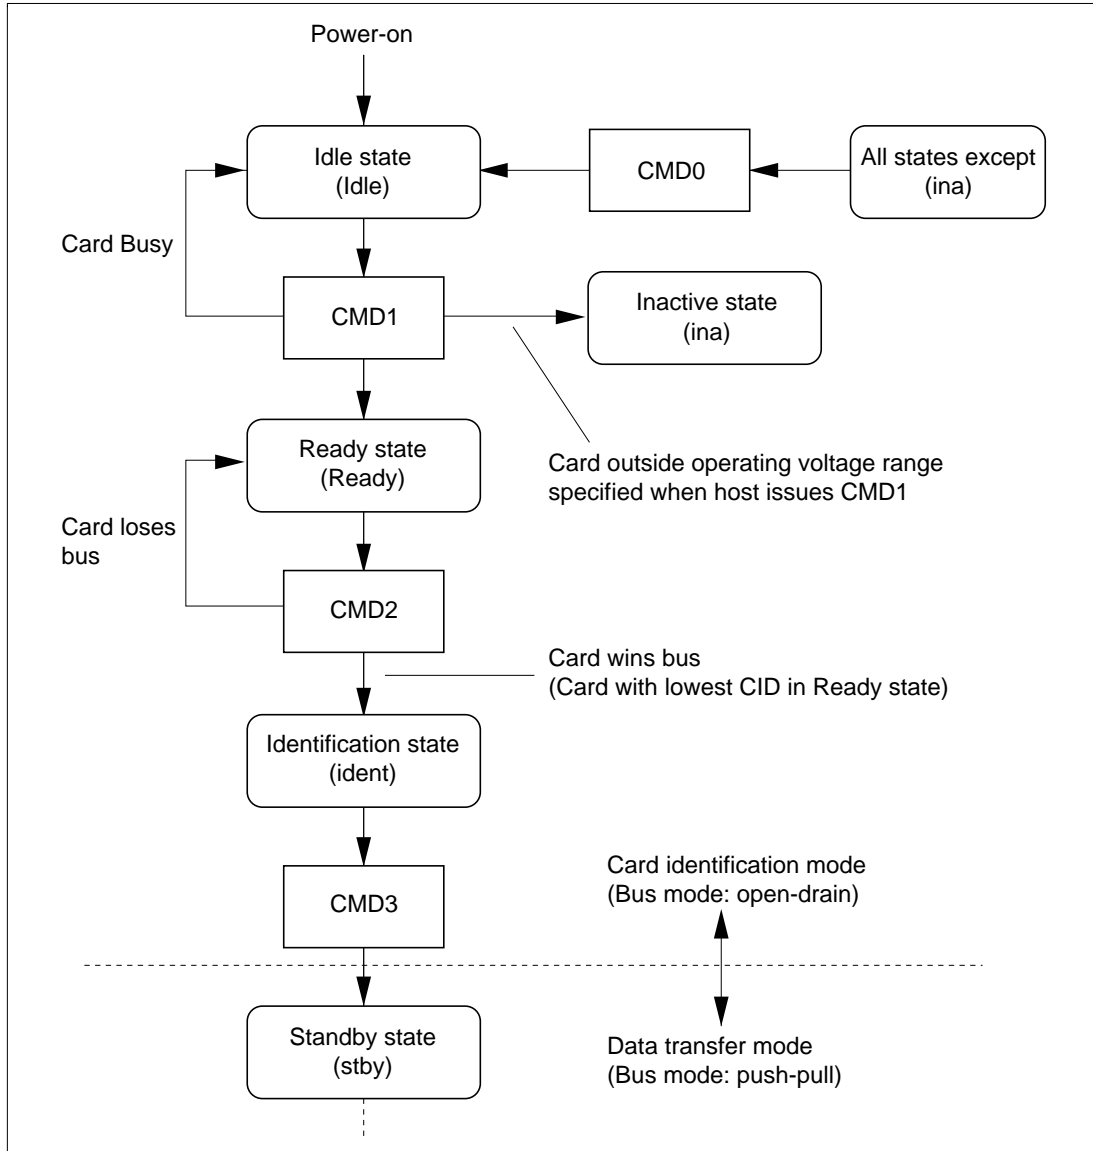 Power-on
Idle state
(Idle)
CMD0
All states except
(ina)
Card Busy
CMD1
Inactive state
(ina)
Ready state
(Ready)
Card outside operating voltage range
specified when host issues CMD1
Card loses
bus
CMD2
Card wins bus
(Card with lowest CID in Ready state)
Identification state
(ident)
CMD3
Card identification mode
(Bus mode: open-drain)
Standby state
(stby)
Data transfer mode
(Bus mode: push-pull)